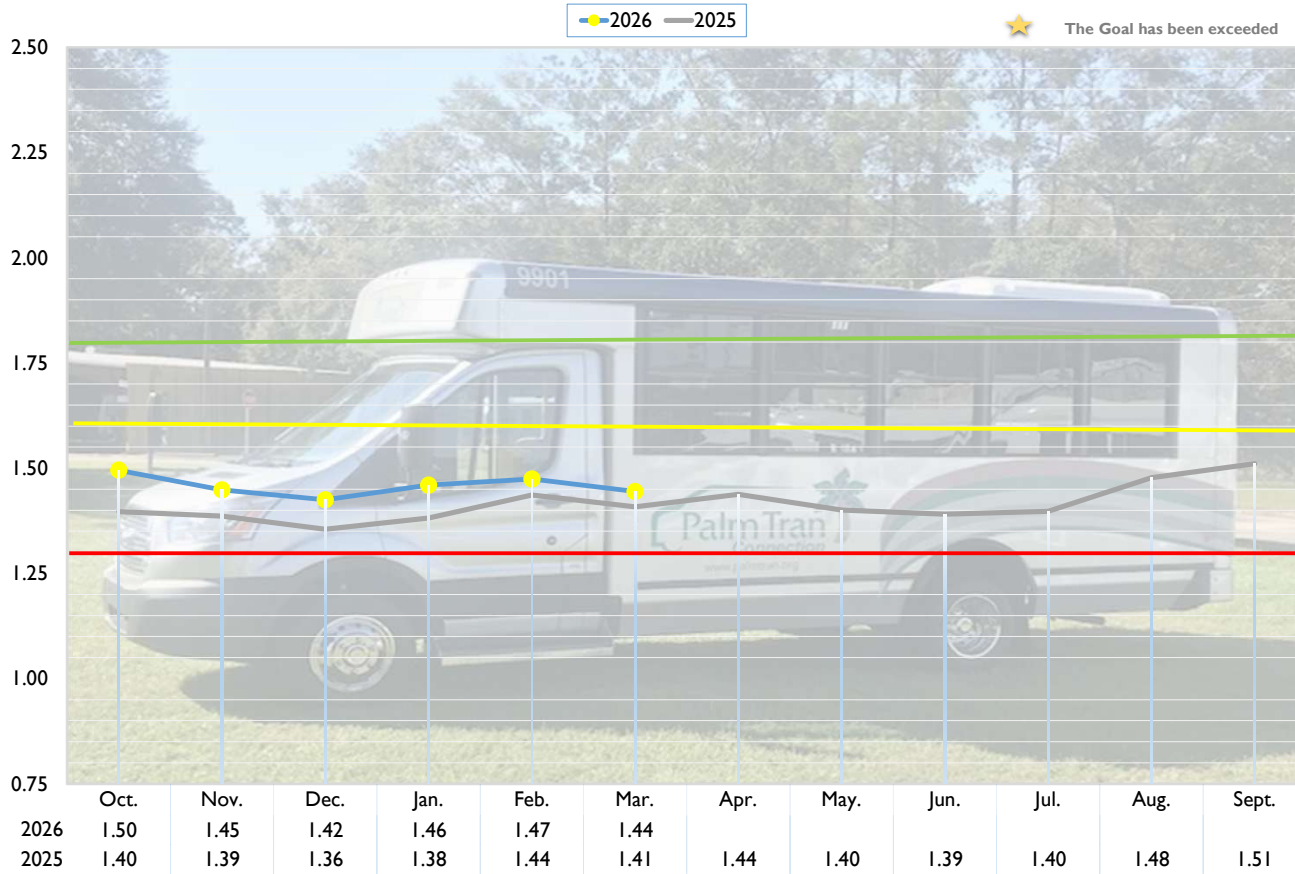 2026 2025
The Goal has been exceeded
2.50
2.25
2.00
1.75
1.50
1.25
1.00
0.75
9901
Palm Tran
Connection
www.palmtran.org
Oct. Nov. Dec. Jan. Feb. Mar. Apr. May. Jun. Jul. Aug. Sept.
2026 1.50 1.45 1.42 1.46 1.47 1.44
2025 1.40 1.39 1.36 1.38 1.44 1.41 1.44 1.40 1.39 1.40 1.48 1.51